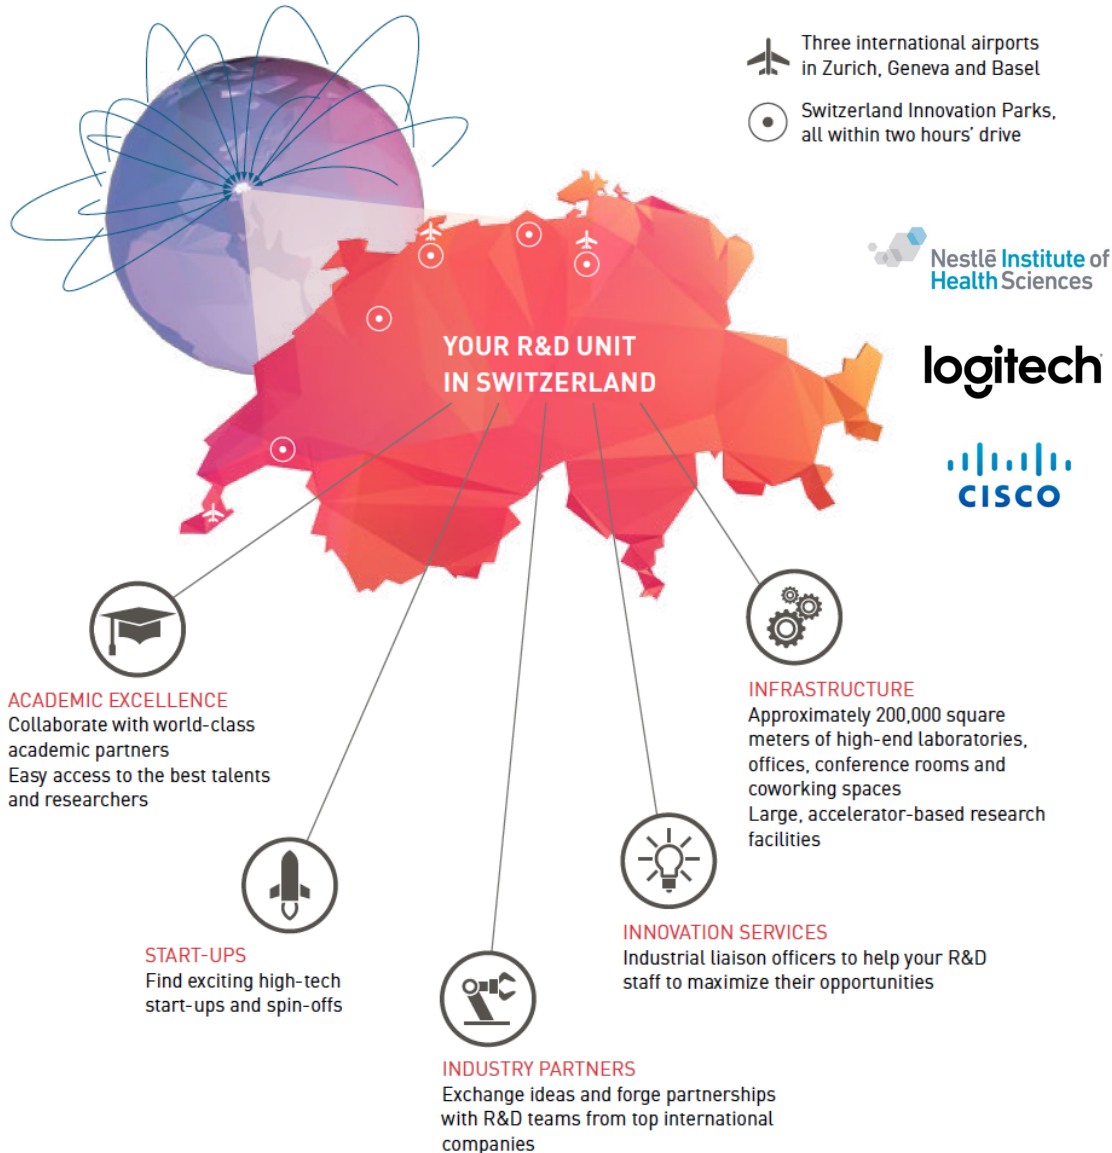 Three international airports
in Zurich, Geneva and Basel
Switzerland Innovation Parks,
all within two hours' drive
Nestlé Institute of
Health Sciences
logitech
CISCO
YOUR R&D UNIT
IN SWITZERLAND
ACADEMIC EXCELLENCE
Collaborate with world-class
academic partners
Easy access to the best talents
and researchers
START-UPS
Find exciting high-tech
start-ups and spin-offs
INDUSTRY PARTNERS
Exchange ideas and forge partnerships
with R&D teams from top international
companies
INNOVATION SERVICES
Industrial liaison officers to help your R&D
staff to maximize their opportunities
INFRASTRUCTURE
Approximately 200,000 square
meters of high-end laboratories,
offices, conference rooms and
coworking spaces
Large, accelerator-based research
facilities